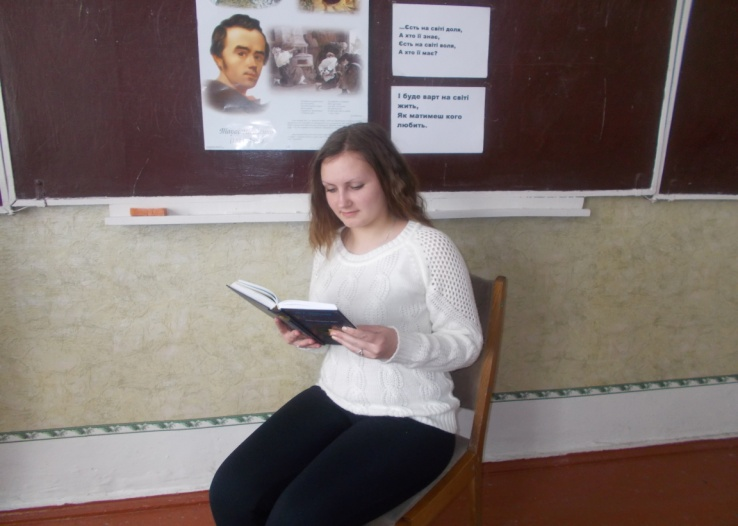 ...Єсть на світі доля,
А хто її знає,
Єсть на світі воля,
А хто її має?
І буде варт на світі
жить,
Як матимеш кого
любить.